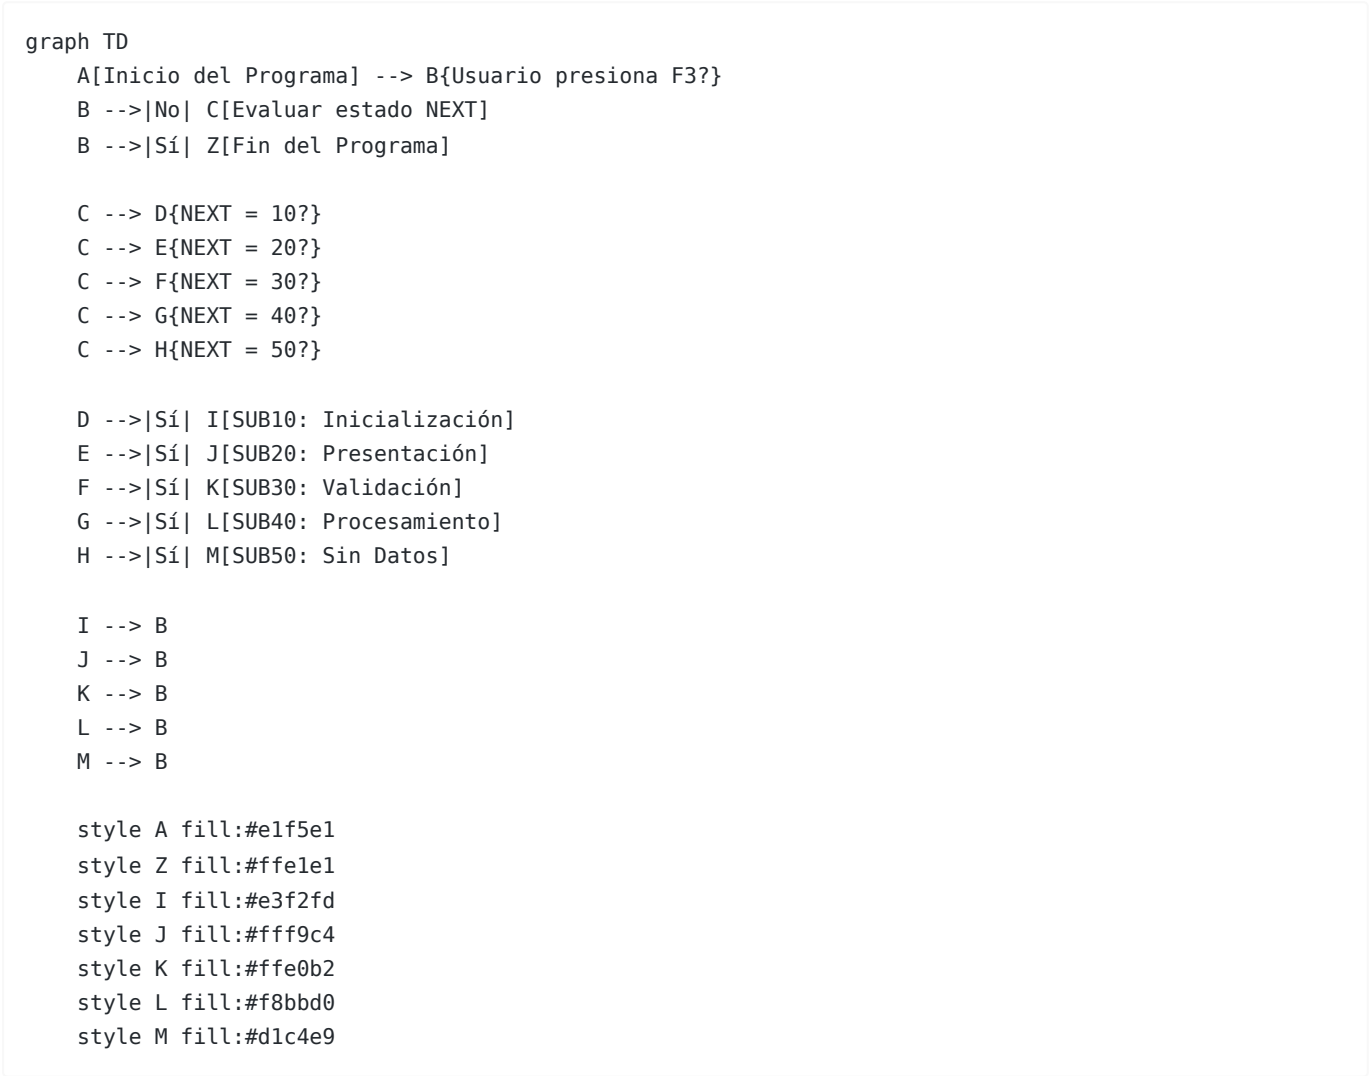 graph TD
    A[Inicio del Programa] --> B{Usuario presiona F3?}
    B -->|No| C[Evaluar estado NEXT]
    B -->|Sí| Z[Fin del Programa]

    C --> D{NEXT = 10?}
    C --> E{NEXT = 20?}
    C --> F{NEXT = 30?}
    C --> G{NEXT = 40?}
    C --> H{NEXT = 50?}

    D -->|Sí| I[SUB10: Inicialización]
    E -->|Sí| J[SUB20: Presentación]
    F -->|Sí| K[SUB30: Validación]
    G -->|Sí| L[SUB40: Procesamiento]
    H -->|Sí| M[SUB50: Sin Datos]

    I --> B
    J --> B
    K --> B
    L --> B
    M --> B

    style A fill:#e1f5e1
    style Z fill:#ffe1e1
    style I fill:#e3f2fd
    style J fill:#fff9c4
    style K fill:#ffe0b2
    style L fill:#f8bbd0
    style M fill:#d1c4e9